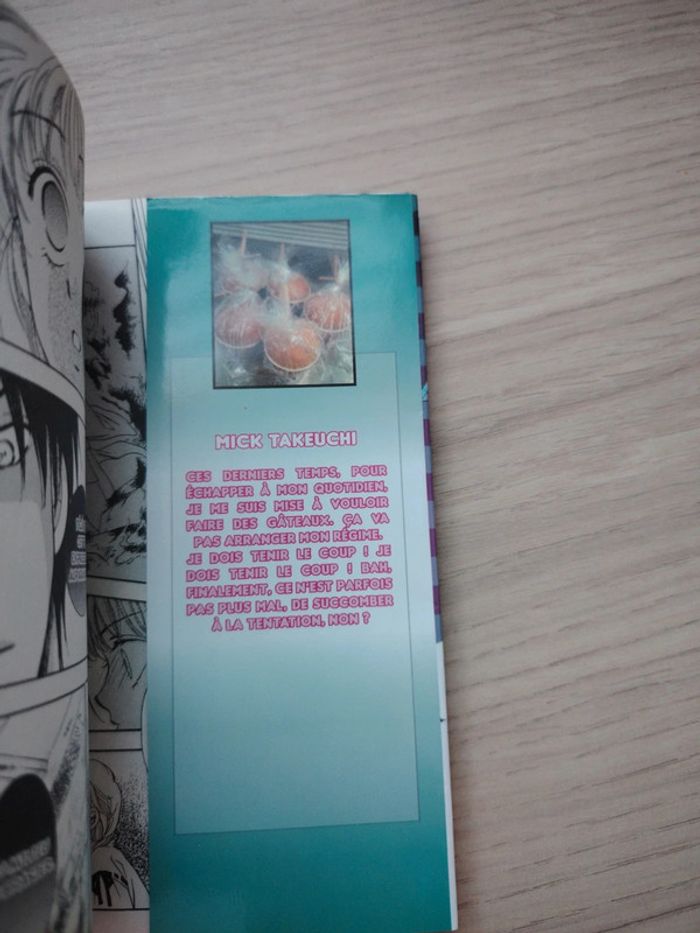 MICK TAKEUCHI
CES DERNIERS TEMPS, POUR
ÉCHAPPER À MON QUOTIDIEN,
JE ME SUIS MISE À VOULOIR
FAIRE DES GÂTEAUX. ÇA VA
PAS ARRANGER MON RÉGIME.
JE DOIS TENIR LE COUP ! JE
DOIS TENIR LE COUP ! BAH,
FINALEMENT, CE N'EST PARFOIS
PAS PLUS MAL, DE SUCCOMBER
À LA TENTATION, NON ?